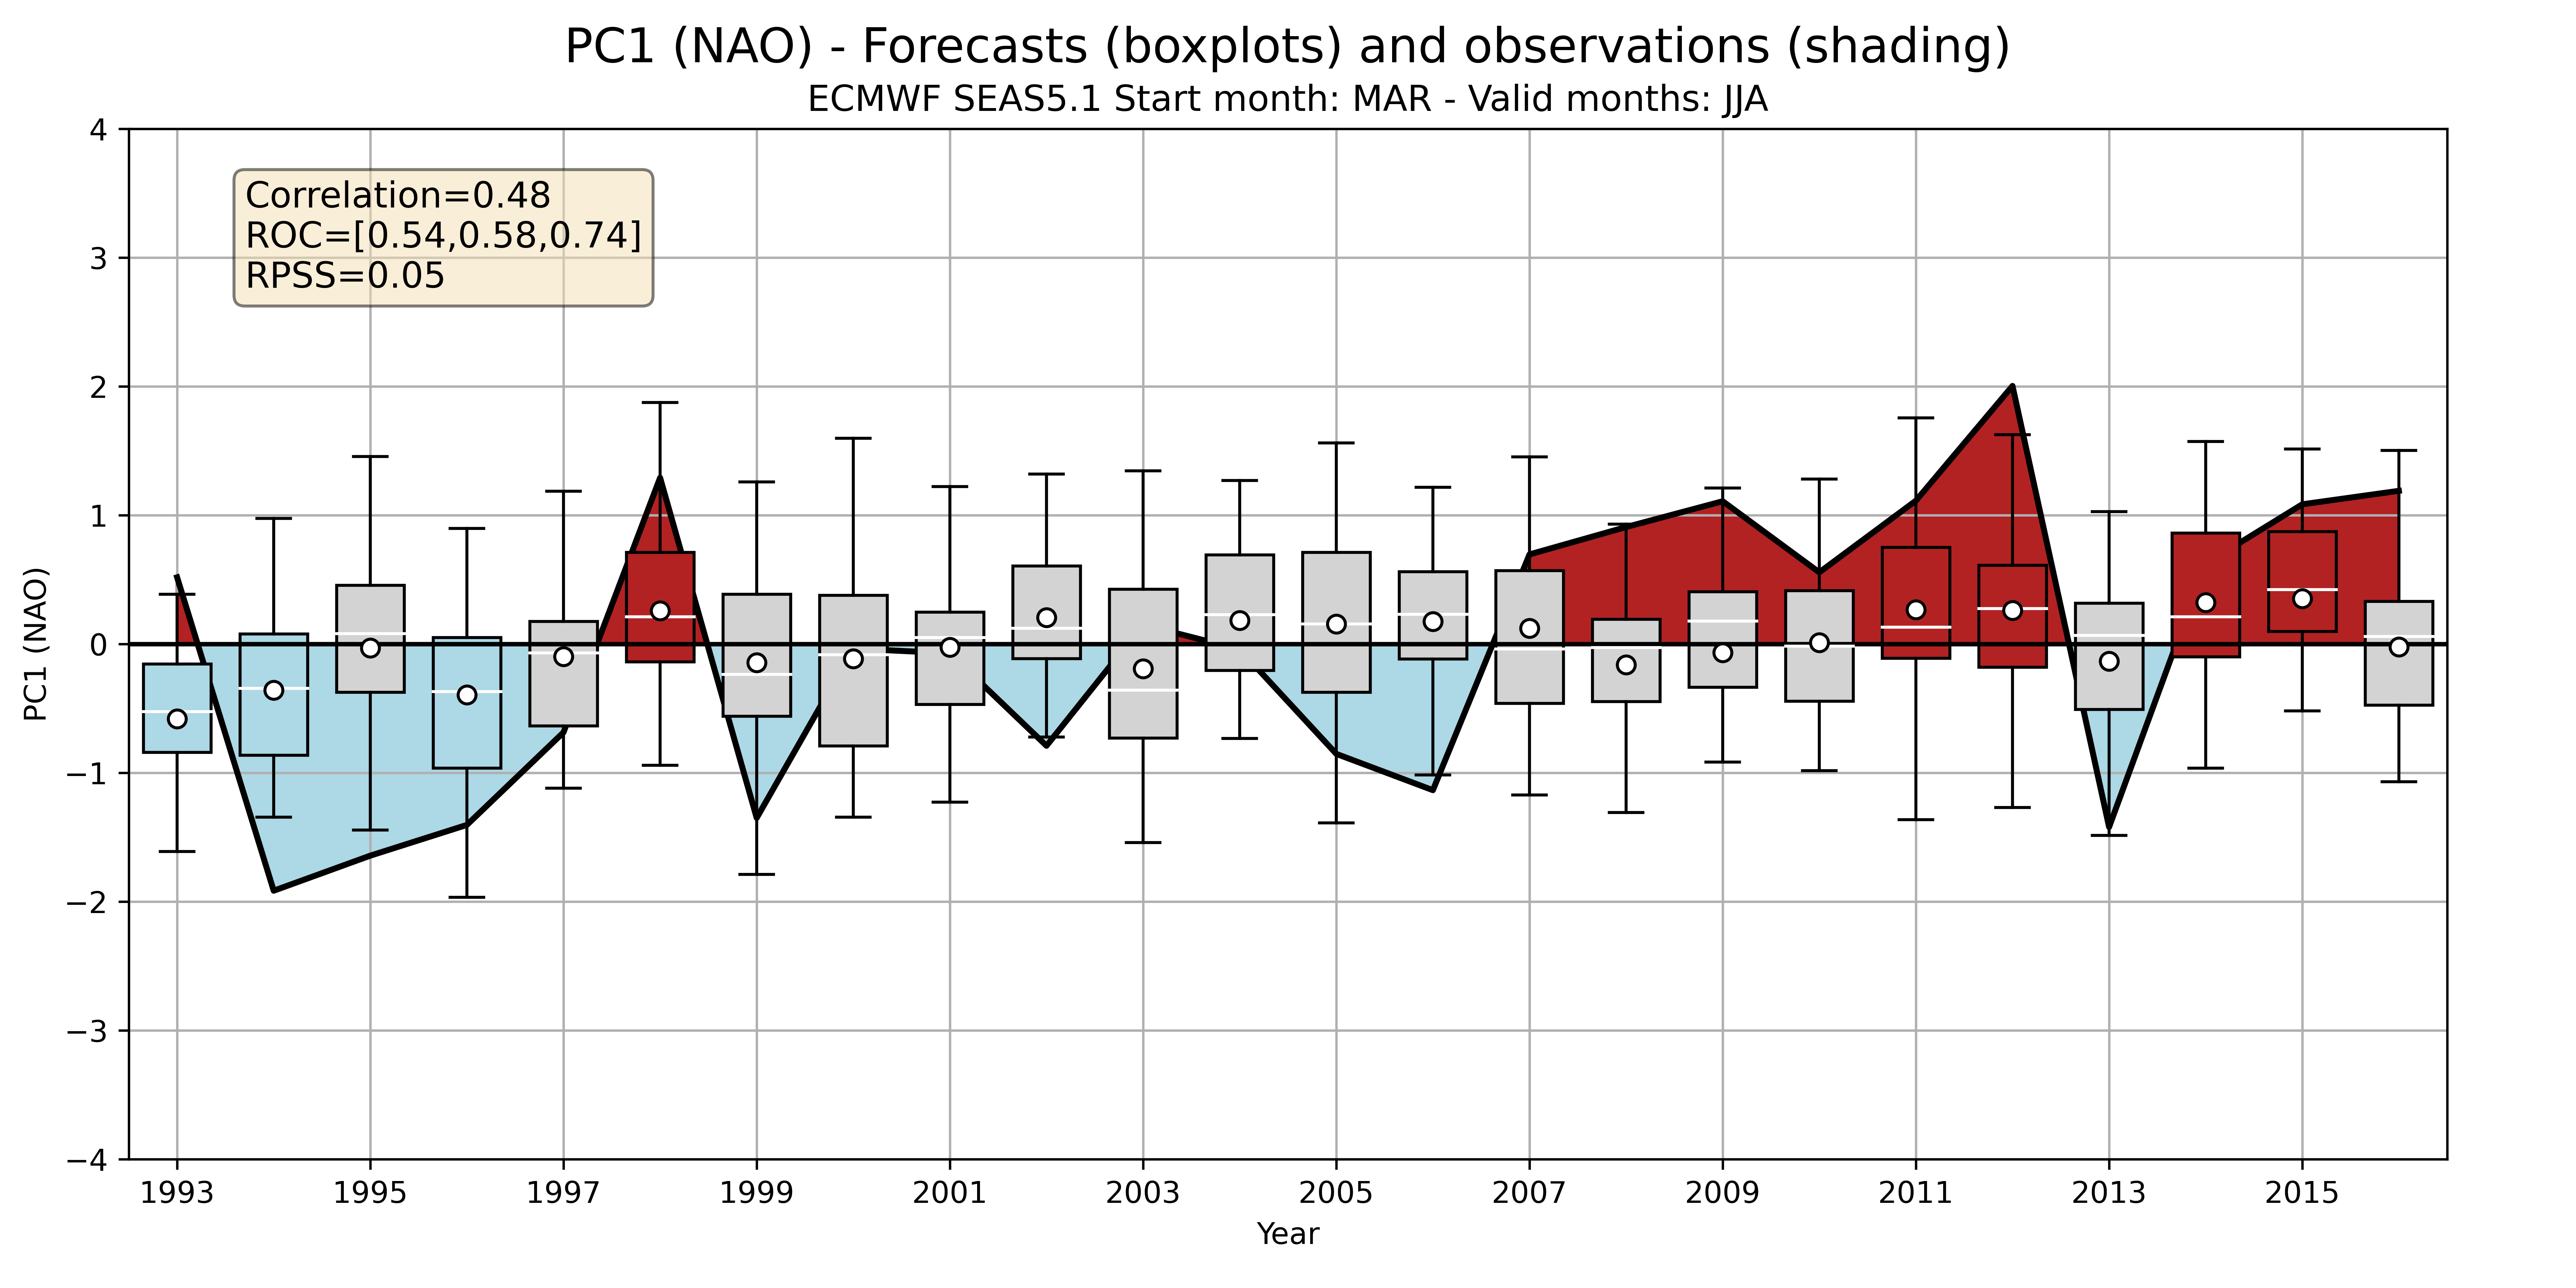 PC1 (NAO) - Forecasts (boxplots) and observations (shading)
ECMWF SEAS5.1 Start month: MAR - Valid months: JJA
Correlation=0.48
ROC=[0.54,0.58,0.74]
RPSS=0.05
PC1 (NAO)
4
3
2
1
0
−1
−2
−3
−4
1993 1995 1997 1999 2001 2003 2005 2007 2009 2011 2013 2015
Year